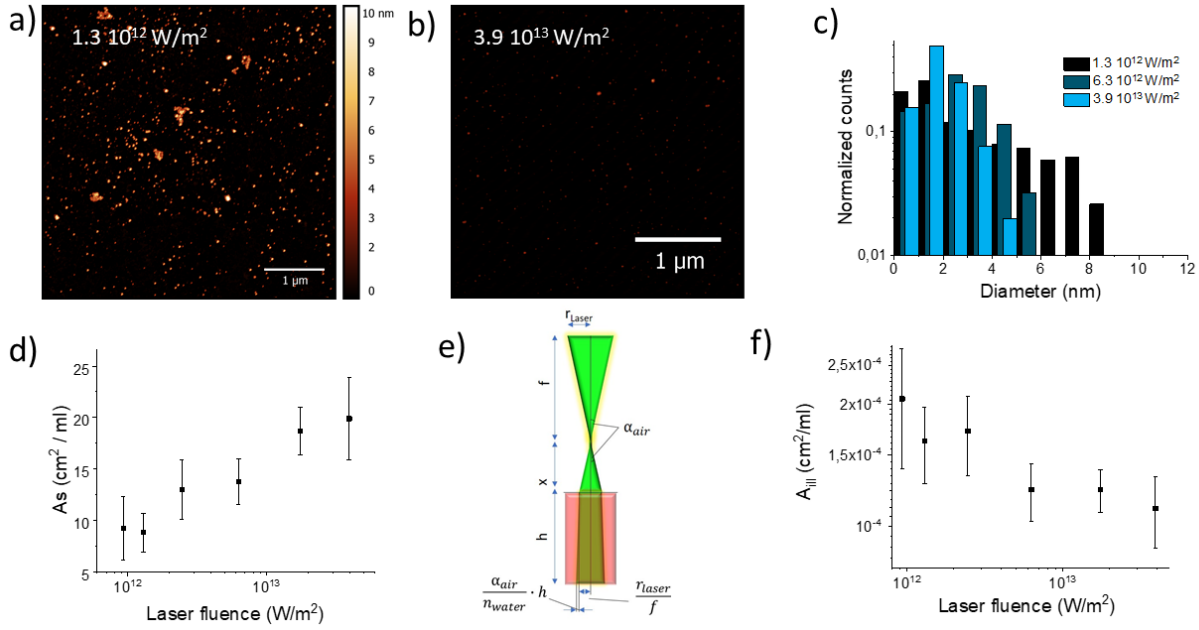 a)
1.3 10¹² W/m²
1 µm
10 nm
9
8
7
6
5
4
3
2
1
0
b)
3.9 10¹³ W/m²
1 µm
c)
Normalized counts
0,1
0,01
1.3 10¹² W/m²
6.3 10¹² W/m²
3.9 10¹³ W/m²
0 2 4 6 8 10 12
Diameter (nm)
d)
As (cm² / ml)
25
20
15
10
5
10¹² 10¹³
Laser fluence (W/m²)
e)
r_Laser
f
α_air
x
h
α_air / n_water · h
r_laser / f
f)
A_ill (cm²/ml)
2,5x10⁻⁴
2x10⁻⁴
1,5x10⁻⁴
10⁻⁴
10¹² 10¹³
Laser fluence (W/m²)